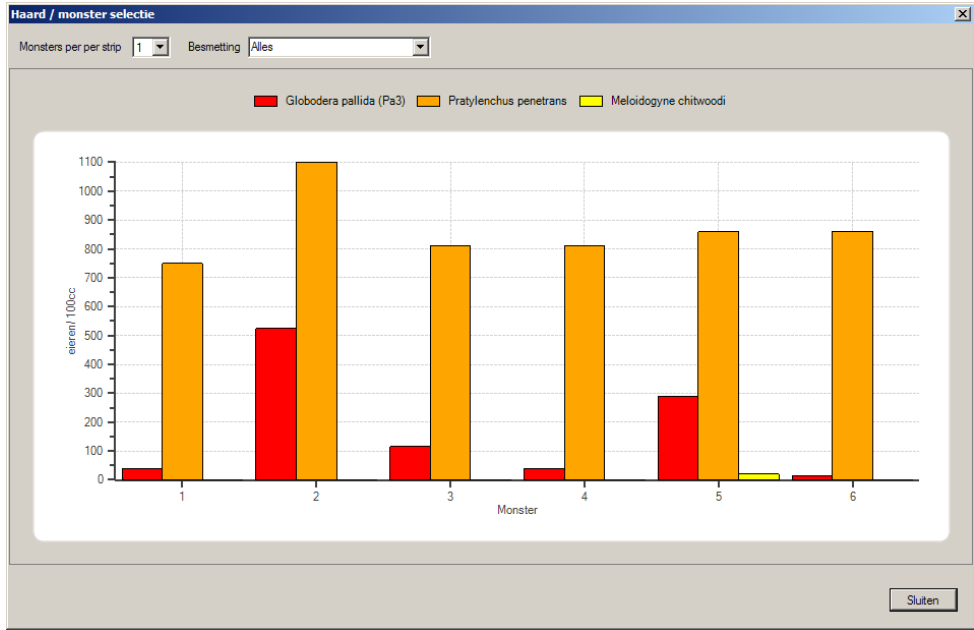 Haard / monster selectie
Monsters per per strip 1 Besmetting Alles
Globodera pallida (Pa3) Pratylenchus penetrans Meloidogyne chitwoodi
1100
1000
900
800
700
600
500
400
300
200
100
0
eieren/ 100cc
1 2 3 4 5 6
Monster
Sluiten